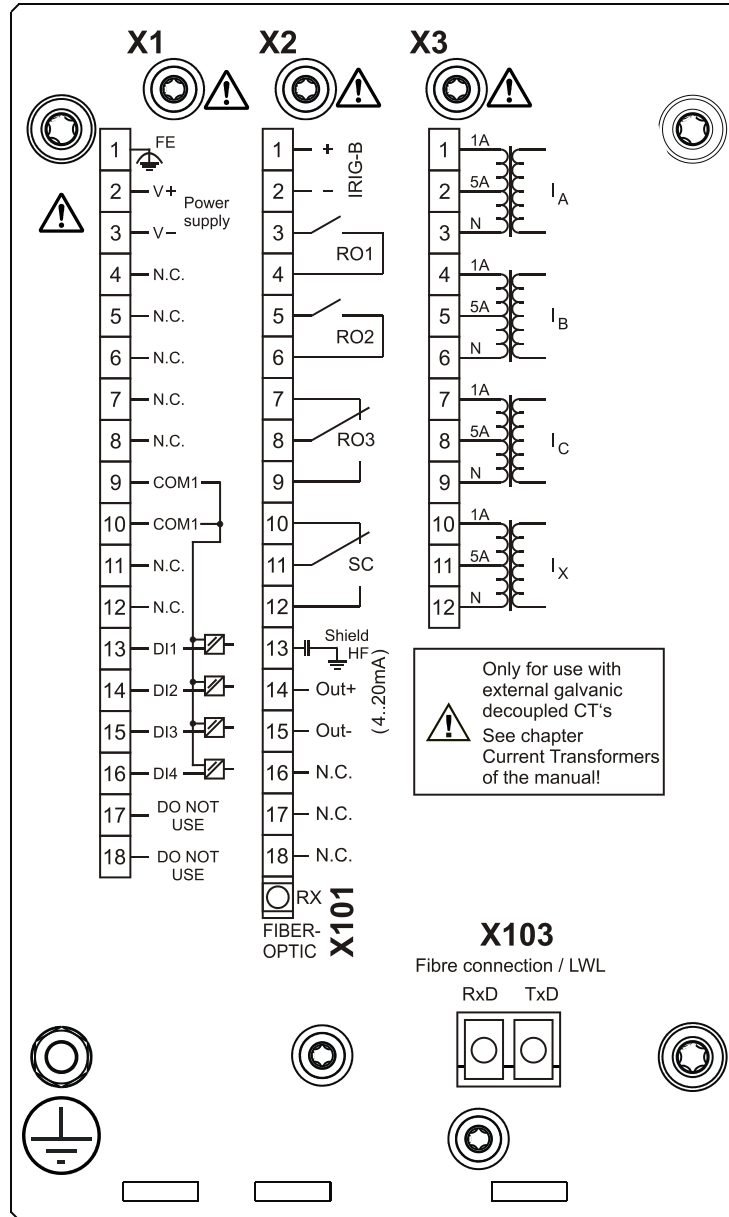 X1
X2
X3
1 FE
2 V+
Power
supply
3 V−
4 N.C.
5 N.C.
6 N.C.
7 N.C.
8 N.C.
9 COM1
10 COM1
11 N.C.
12 N.C.
13 DI1
14 DI2
15 DI3
16 DI4
17 DO NOT
USE
18 DO NOT
USE
1 +
2 −
IRIG-B
3
RO1
4
5
RO2
6
7
8 RO3
9
10
11 SC
12
13 Shield
HF
14 Out+
15 Out-
(4..20mA)
16 N.C.
17 N.C.
18 N.C.
RX
FIBER-
OPTIC
X101
1 1A
2 5A
IA
3 N
4 1A
5 5A
IB
6 N
7 1A
8 5A
IC
9 N
10 1A
11 5A
IX
12 N
Only for use with
external galvanic
decoupled CT's
See chapter
Current Transformers
of the manual!
X103
Fibre connection / LWL
RxD TxD